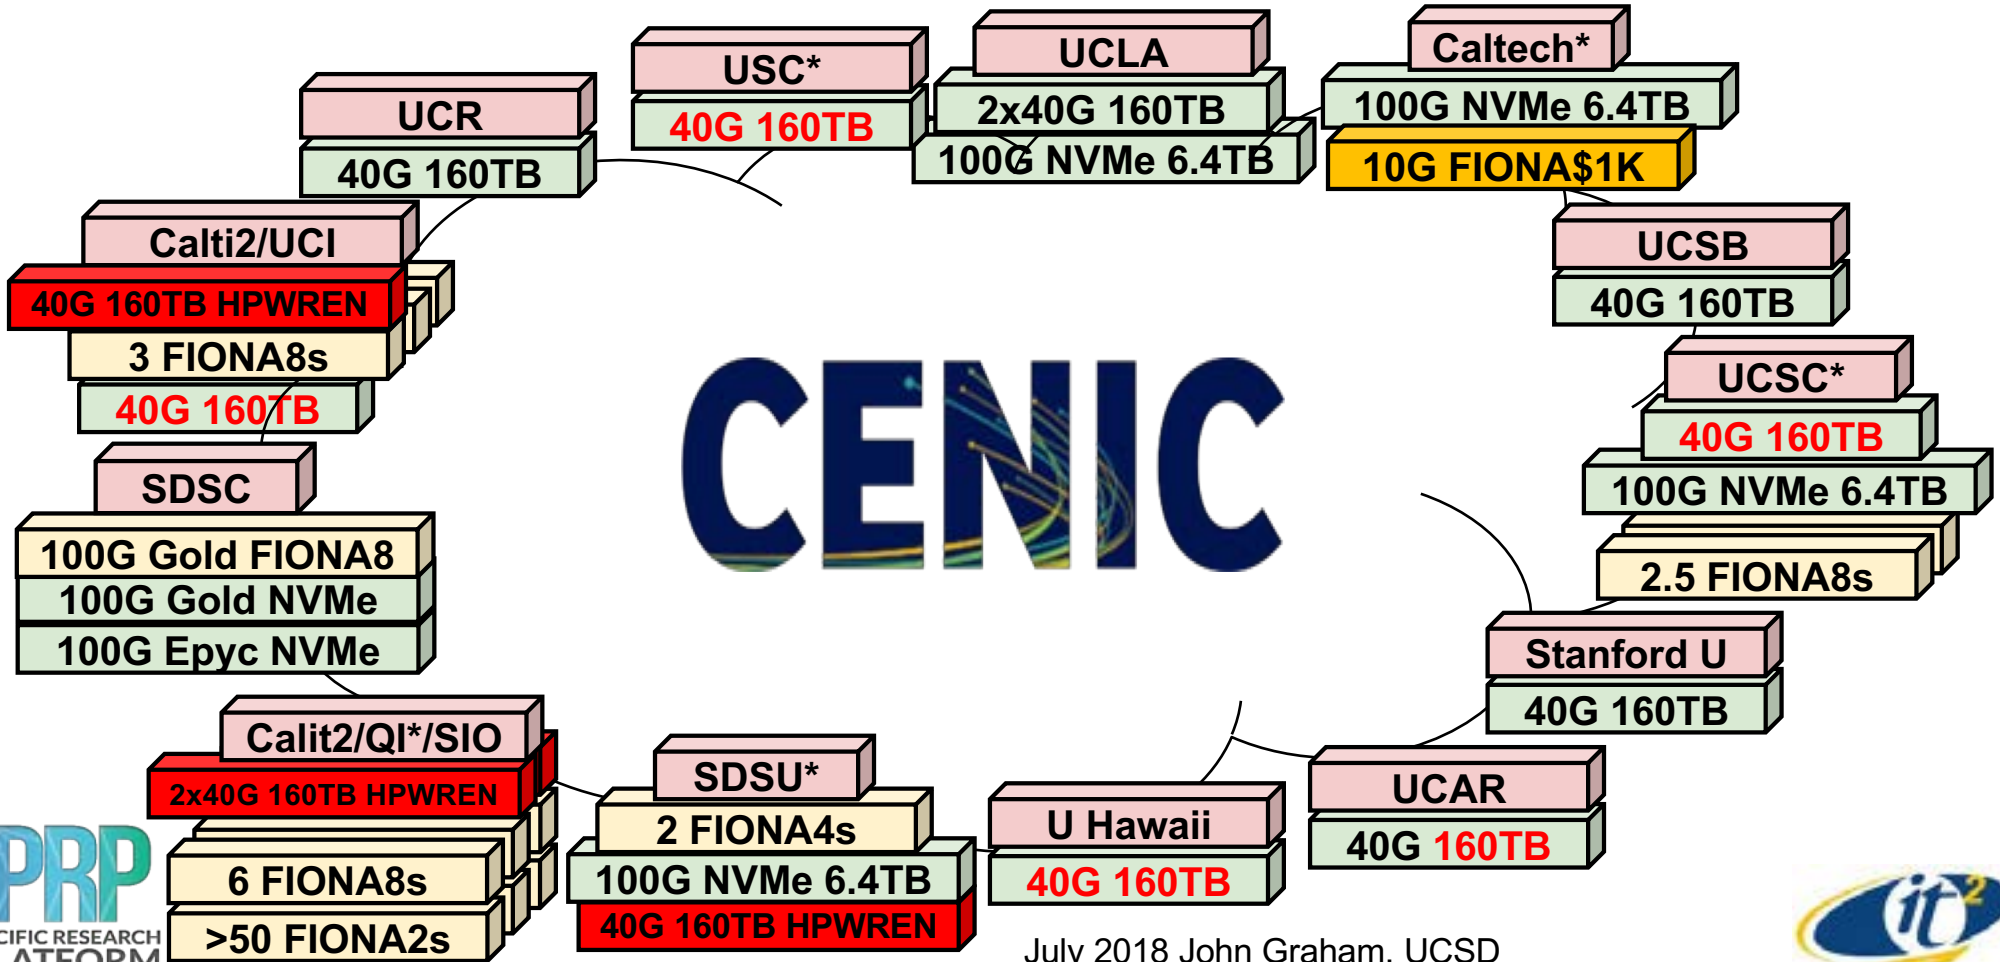 USC*
40G 160TB
UCLA
2x40G 160TB
100G NVMe 6.4TB
Caltech*
100G NVMe 6.4TB
10G FIONA$1K
UCR
40G 160TB
Calti2/UCI
40G 160TB HPWREN
3 FIONA8s
40G 160TB
UCSB
40G 160TB
UCSC*
40G 160TB
100G NVMe 6.4TB
2.5 FIONA8s
CENIC
SDSC
100G Gold FIONA8
100G Gold NVMe
100G Epyc NVMe
Stanford U
40G 160TB
Calit2/QI*/SIO
2x40G 160TB HPWREN
6 FIONA8s
>50 FIONA2s
SDSU*
2 FIONA4s
100G NVMe 6.4TB
40G 160TB HPWREN
U Hawaii
40G 160TB
UCAR
40G 160TB
PRP
CIFIC RESEARCH
LATFORM
July 2018 John Graham, UCSD
it2